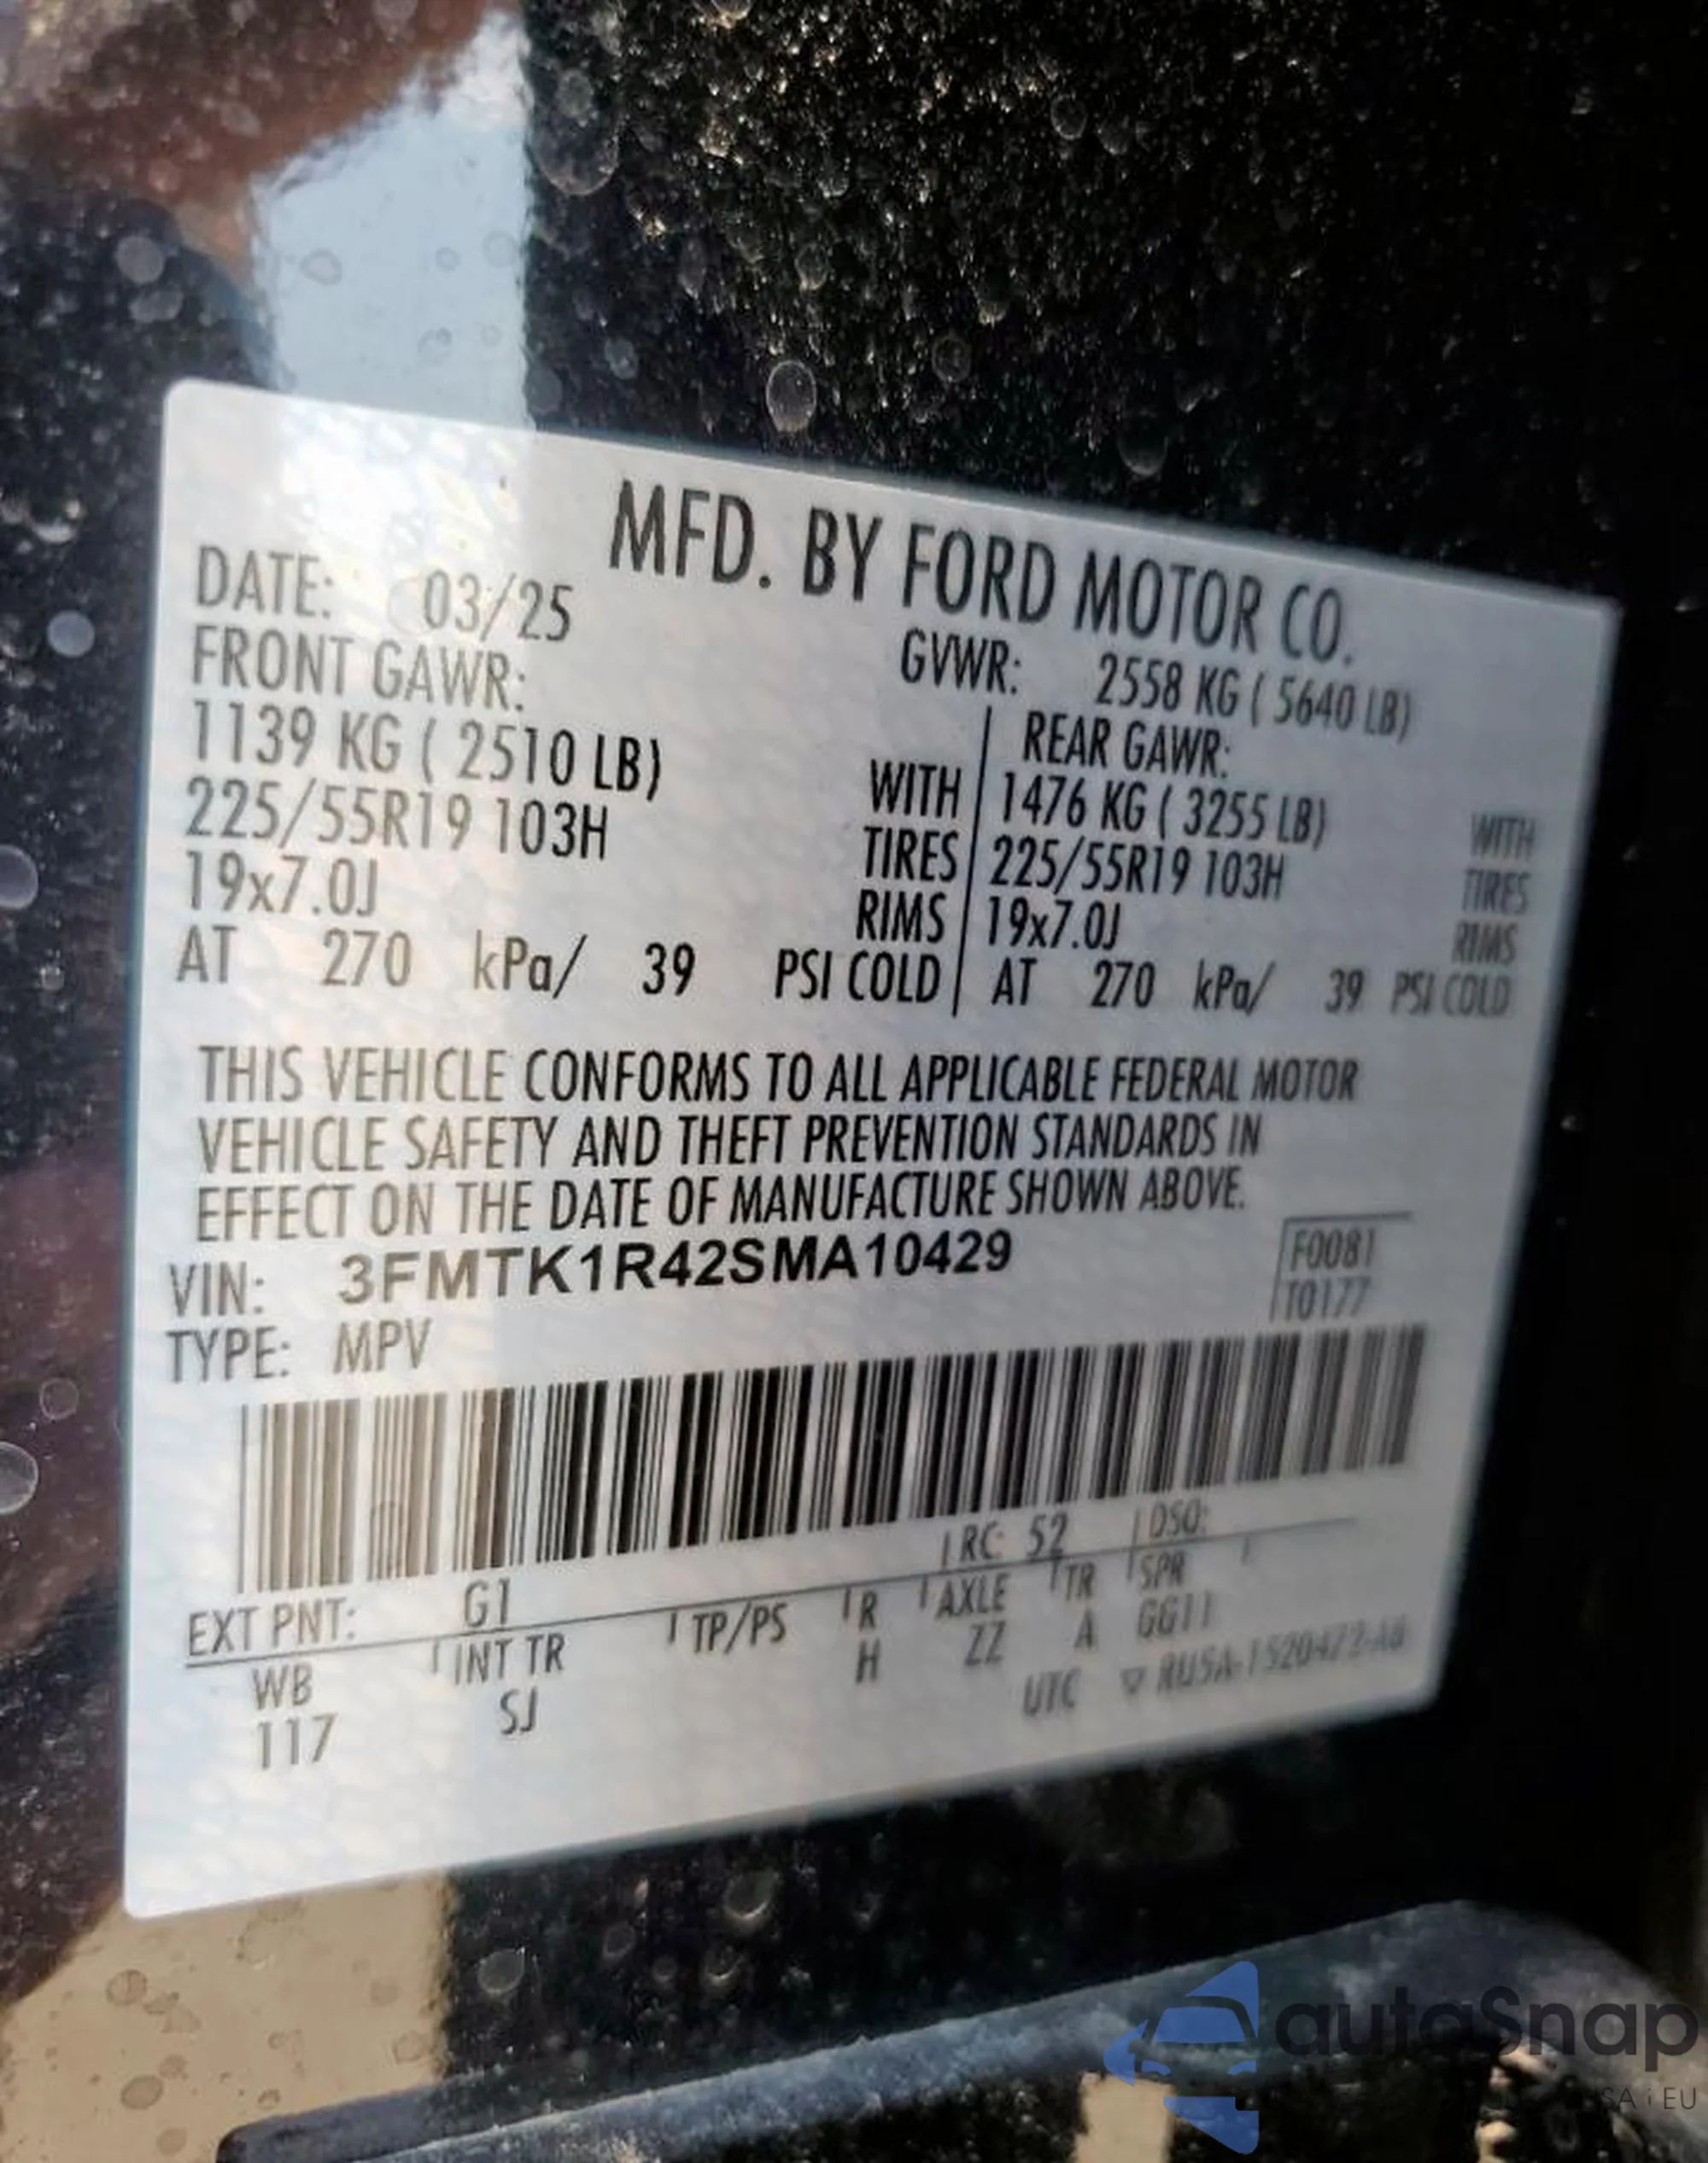 MFD. BY FORD MOTOR CO.
DATE: 03/25
GVWR: 2558 KG ( 5640 LB)
FRONT GAWR:
REAR GAWR:
1139 KG ( 2510 LB) WITH
1476 KG ( 3255 LB) WITH
225/55R19 103H TIRES
225/55R19 103H TIRES
19x7.0J RIMS
19x7.0J RIMS
AT 270 kPa/ 39 PSI COLD
AT 270 kPa/ 39 PSI COLD
THIS VEHICLE CONFORMS TO ALL APPLICABLE FEDERAL MOTOR
VEHICLE SAFETY AND THEFT PREVENTION STANDARDS IN
EFFECT ON THE DATE OF MANUFACTURE SHOWN ABOVE.
VIN: 3FMTK1R42SMA10429
F0081
T0177
TYPE: MPV
EXT PNT: G1 RC: 52 DSO:
WB INT TR TP/PS R AXLE TR SPR
117 SJ H ZZ A GG11
UTC ▽ RUSA-1520472-A8
autoSnap
USA i EU